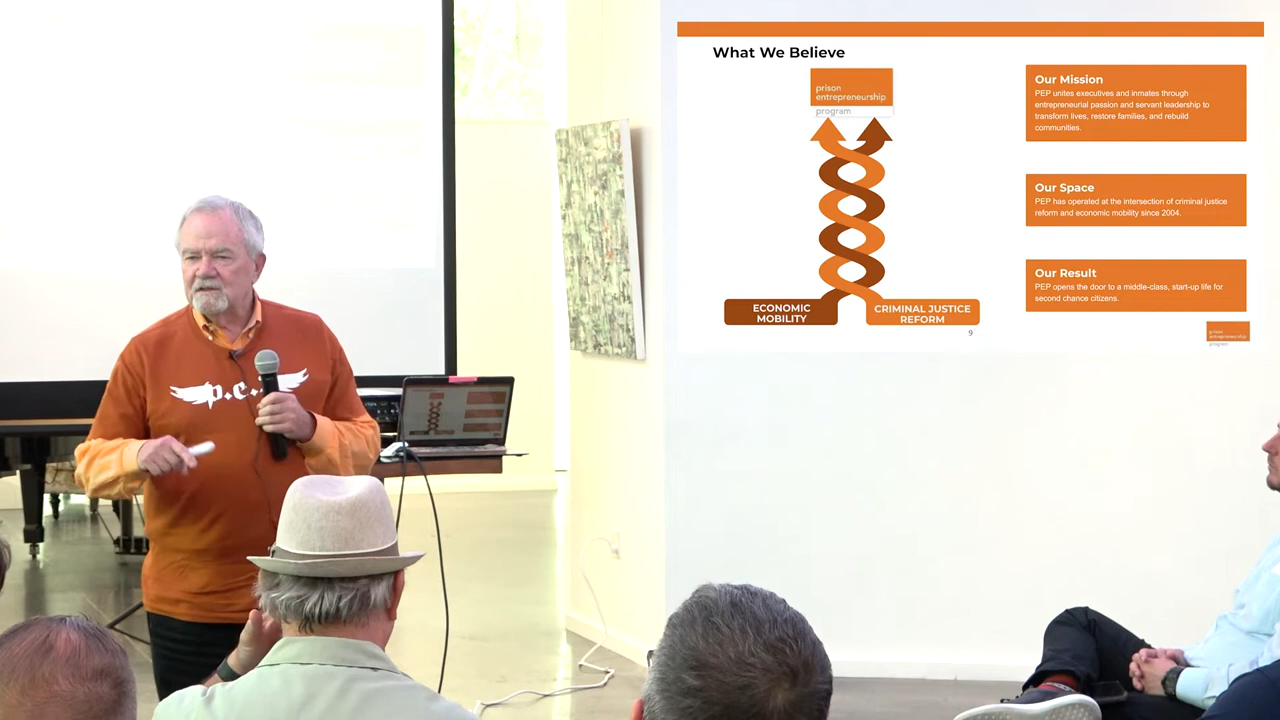 What We Believe
prison
entrepreneurship
program
ECONOMIC
MOBILITY
CRIMINAL JUSTICE
REFORM
Our Mission
PEP unites executives and inmates through
entrepreneurial passion and servant leadership to
transform lives, restore families, and rebuild
communities.
Our Space
PEP has operated at the intersection of criminal justice
reform and economic mobility since 2004.
Our Result
PEP opens the door to a middle-class, start-up life for
second chance citizens.
9
prison
entrepreneurship
program
p.e.